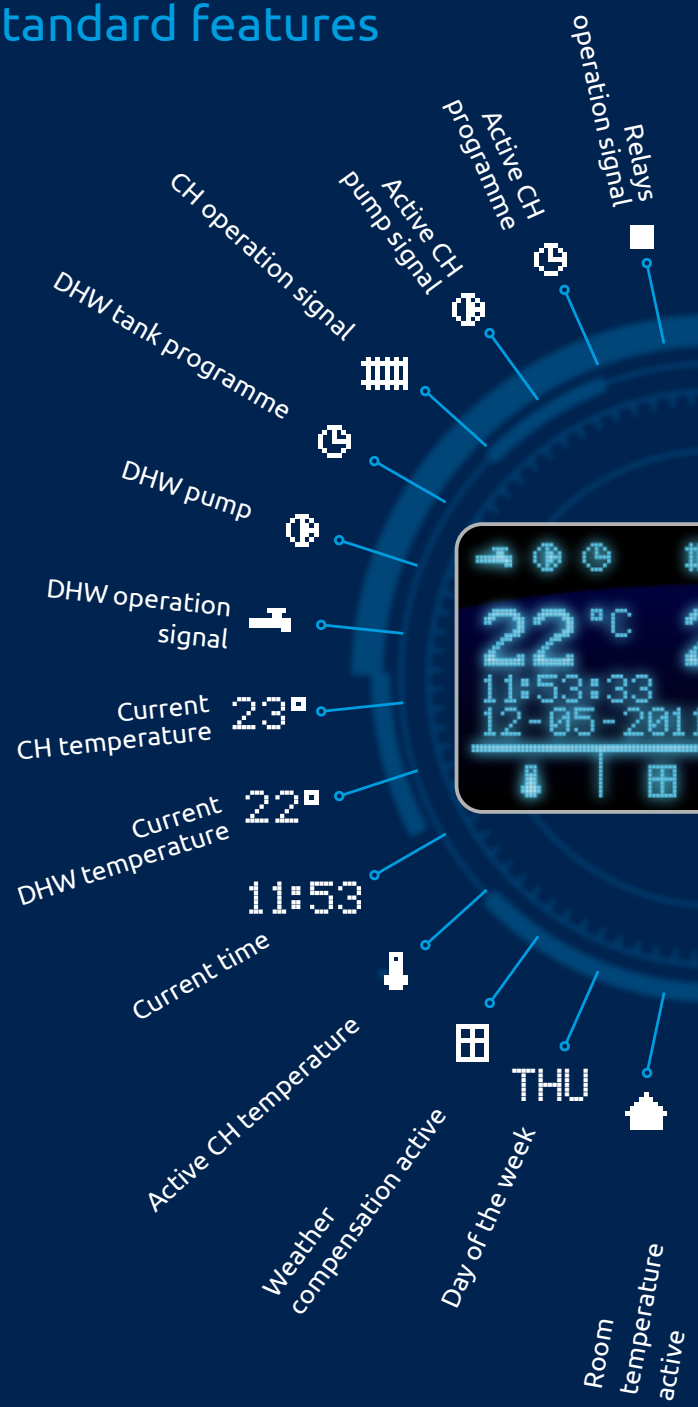 tandard features
Relays
operation signal
Active CH
programme
Active CH
pump signal
CH operation signal
DHW tank programme
DHW pump
DHW operation
signal
Current
CH temperature
23°
Current
DHW temperature
22°
11:53
Current time
Active CH temperature
Weather
compensation active
THU
Day of the week
Room
temperature
active
22°C
11:53:33
12-05-2011